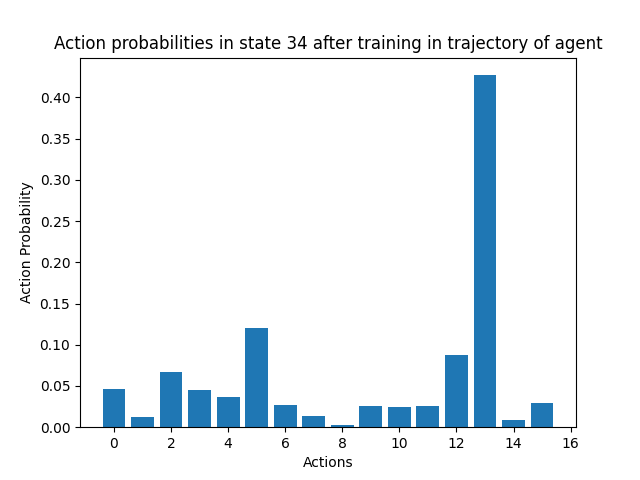 Action probabilities in state 34 after training in trajectory of agent
0.40
0.35
0.30
0.25
0.20
0.15
0.10
0.05
0.00
Action Probability
0 2 4 6 8 10 12 14 16
Actions